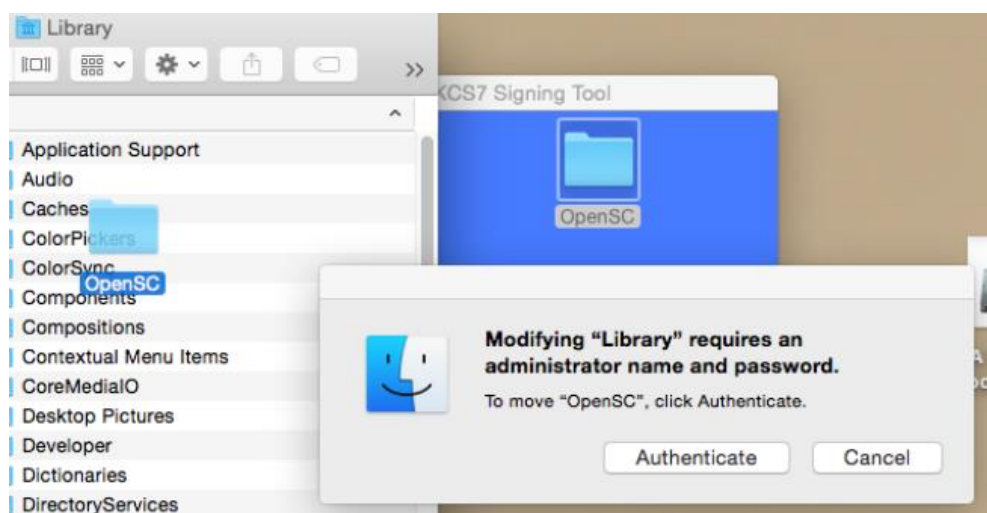 Library
KCS7 Signing Tool
Application Support
Audio
Caches
ColorPickers
ColorSync
Components
Compositions
Contextual Menu Items
CoreMediaIO
Desktop Pictures
Developer
Dictionaries
DirectoryServices
OpenSC
OpenSC
Modifying “Library” requires an
administrator name and password.
To move “OpenSC”, click Authenticate.
Authenticate
Cancel